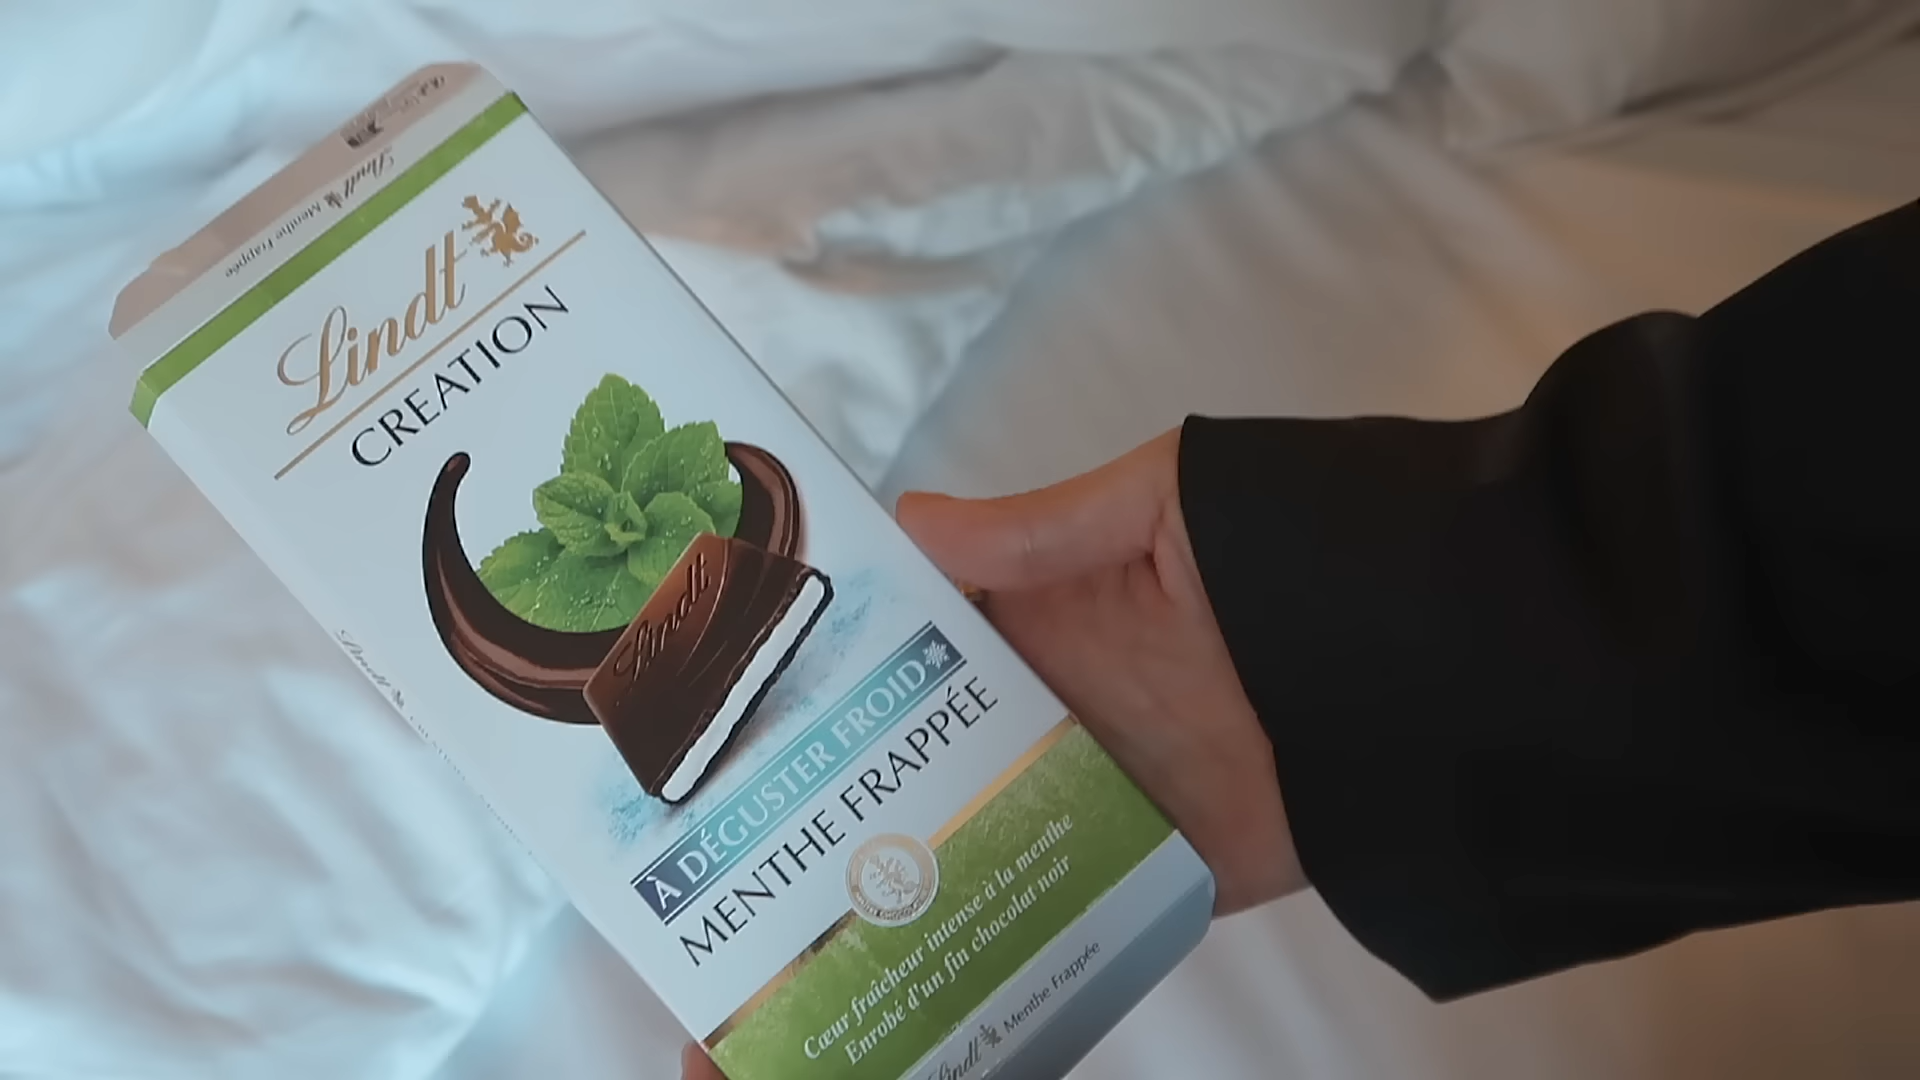 Lindt Menthe Frappée
Lindt
CREATION
Lindt
À DÉGUSTER FROID
MENTHE FRAPPÉE
Cœur fraîcheur intense à la menthe
Enrobé d'un fin chocolat noir
Lindt Menthe Frappée
Lindt